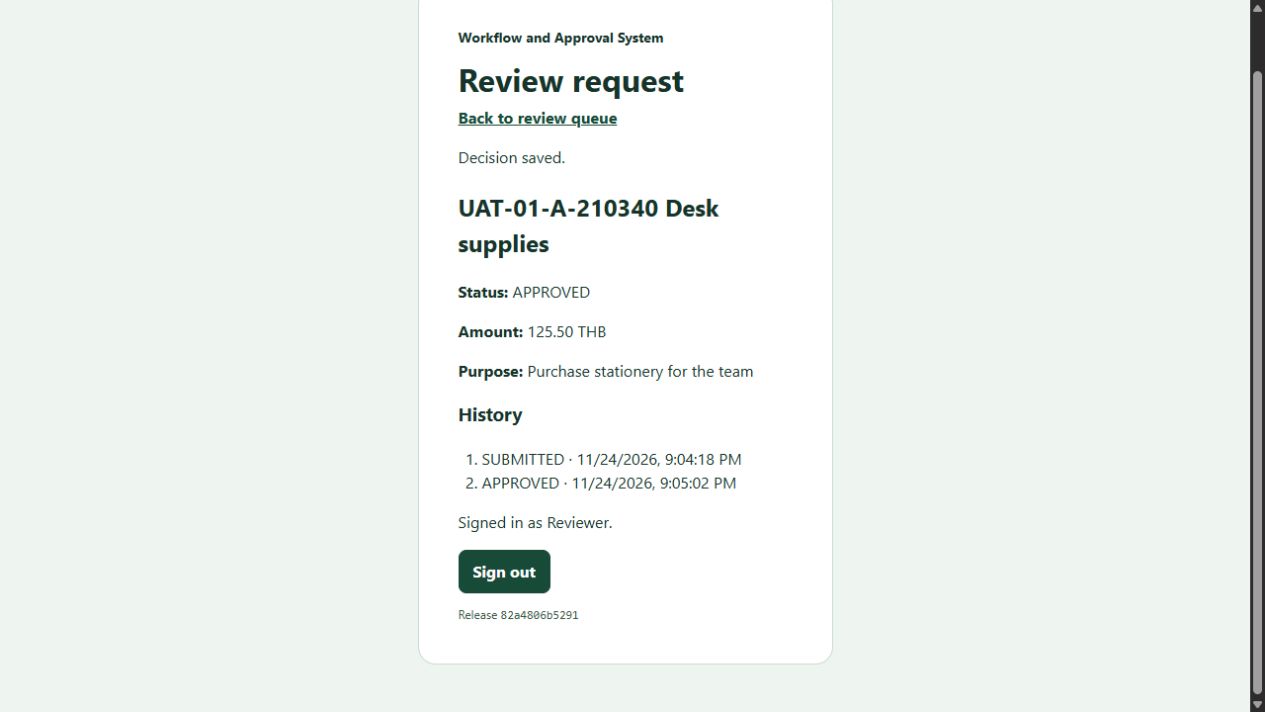 Workflow and Approval System
Review request
Back to review queue
Decision saved.
UAT-01-A-210340 Desk
supplies
Status: APPROVED
Amount: 125.50 THB
Purpose: Purchase stationery for the team
History
1. SUBMITTED · 11/24/2026, 9:04:18 PM
2. APPROVED · 11/24/2026, 9:05:02 PM
Signed in as Reviewer.
Sign out
Release 82a4806b5291